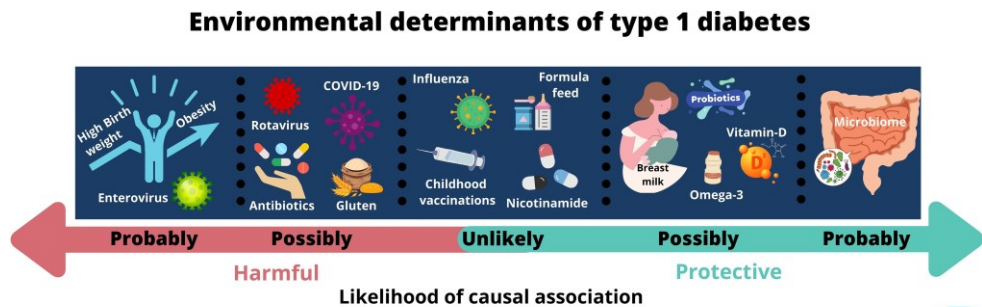 Environmental determinants of type 1 diabetes
High Birth
weight
Obesity
Enterovirus
Rotavirus
COVID-19
Antibiotics
Gluten
Influenza
Formula
feed
Childhood
vaccinations
Nicotinamide
Breast
milk
Probiotics
Vitamin-D
D
Omega-3
Microbiome
Probably
Possibly
Unlikely
Possibly
Probably
Harmful
Protective
Likelihood of causal association